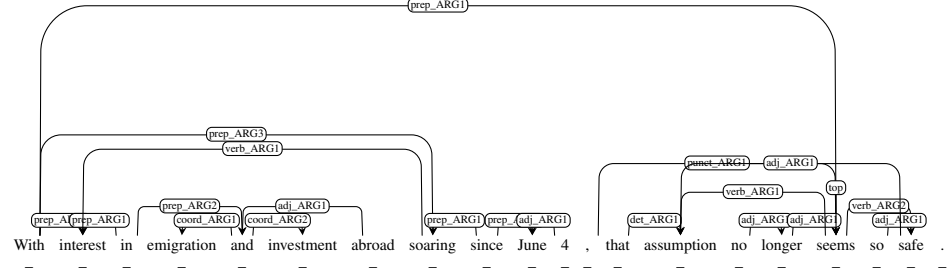 prep_ARG1
prep_ARG3
verb_ARG1
punct_ARG1 adj_ARG1
verb_ARG1 top
prep_ARG2 adj_ARG1 verb_ARG2
prep_ARG1 coord_ARG1 coord_ARG2 prep_ARG1 adj_ARG1 det_ARG1 adj_ARG1 adj_ARG1 adj_ARG1
With interest in emigration and investment abroad soaring since June 4 , that assumption no longer seems so safe .
_ _ _ _ _ _ _ _ _ _ _ _ _ _ _ _ _ _ _ _